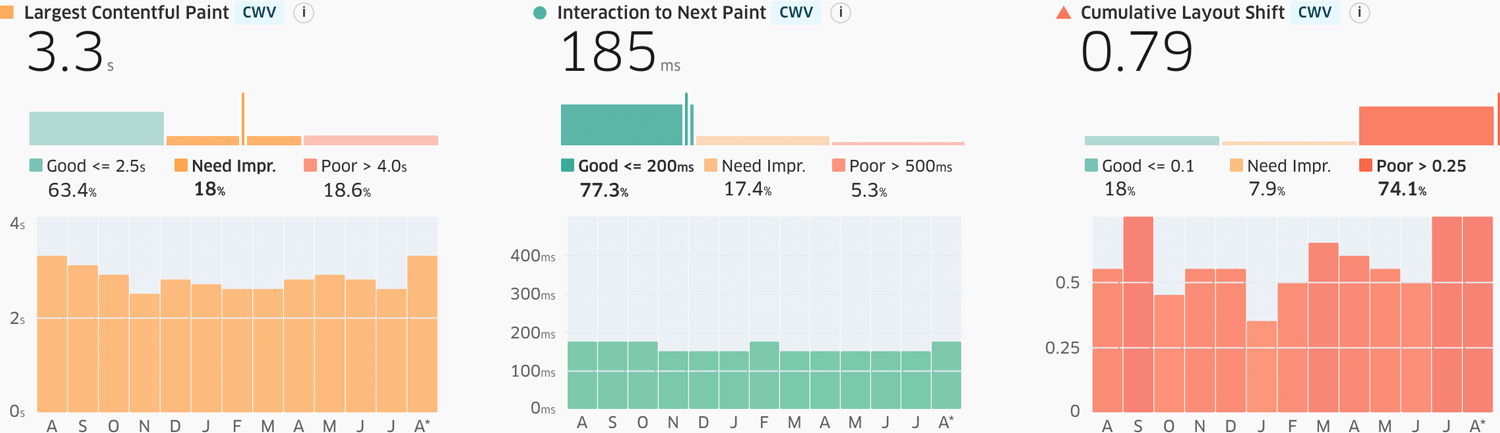 Largest Contentful Paint CWV i
3.3s
Good <= 2.5s Need Impr. Poor > 4.0s
63.4% 18% 18.6%
4s
2s
0s
A S O N D J F M A M J J A*
Interaction to Next Paint CWV i
185 ms
Good <= 200ms Need Impr. Poor > 500ms
77.3% 17.4% 5.3%
400ms
300ms
200ms
100ms
0ms
A S O N D J F M A M J J A*
Cumulative Layout Shift CWV i
0.79
Good <= 0.1 Need Impr. Poor > 0.25
18% 7.9% 74.1%
0.5
0.25
0
A S O N D J F M A M J J A*